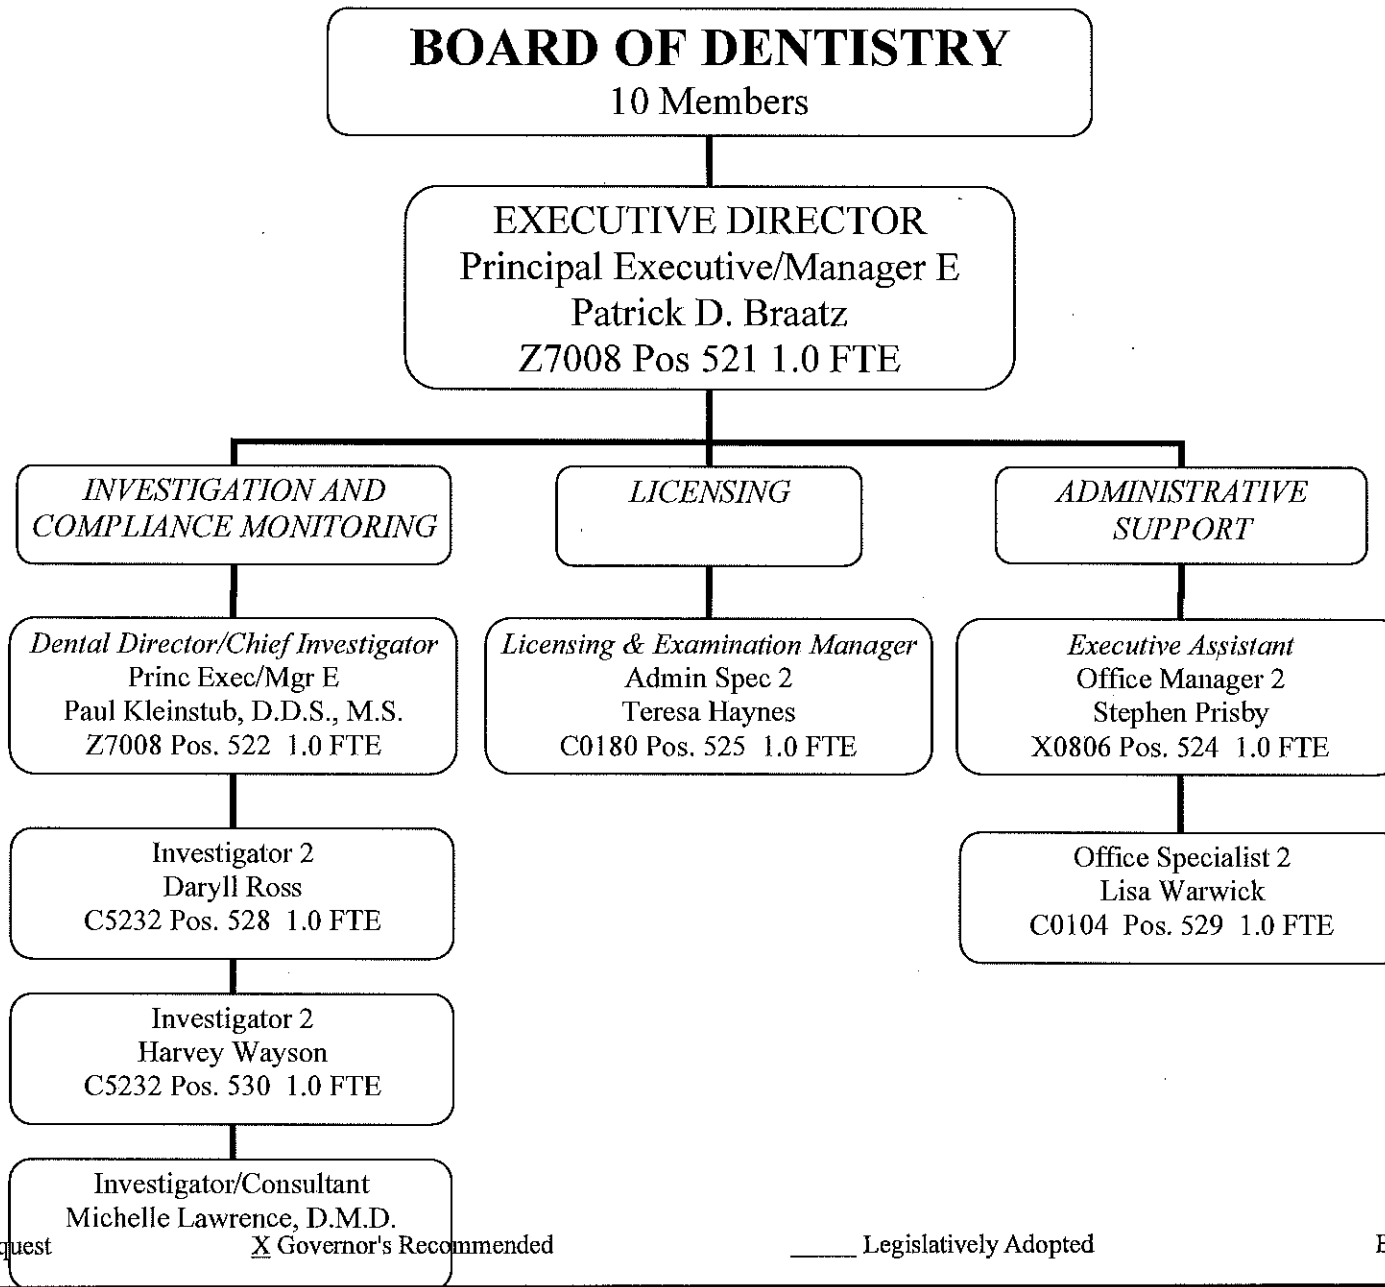 BOARD OF DENTISTRY
10 Members
EXECUTIVE DIRECTOR
Principal Executive/Manager E
Patrick D. Braatz
Z7008 Pos 521 1.0 FTE
INVESTIGATION AND
COMPLIANCE MONITORING
LICENSING
ADMINISTRATIVE
SUPPORT
Dental Director/Chief Investigator
Princ Exec/Mgr E
Paul Kleinstub, D.D.S., M.S.
Z7008 Pos. 522 1.0 FTE
Licensing & Examination Manager
Admin Spec 2
Teresa Haynes
C0180 Pos. 525 1.0 FTE
Executive Assistant
Office Manager 2
Stephen Prisby
X0806 Pos. 524 1.0 FTE
Investigator 2
Daryll Ross
C5232 Pos. 528 1.0 FTE
Office Specialist 2
Lisa Warwick
C0104 Pos. 529 1.0 FTE
Investigator 2
Harvey Wayson
C5232 Pos. 530 1.0 FTE
Investigator/Consultant
Michelle Lawrence, D.M.D.
X Governor's Recommended
_____ Legislatively Adopted